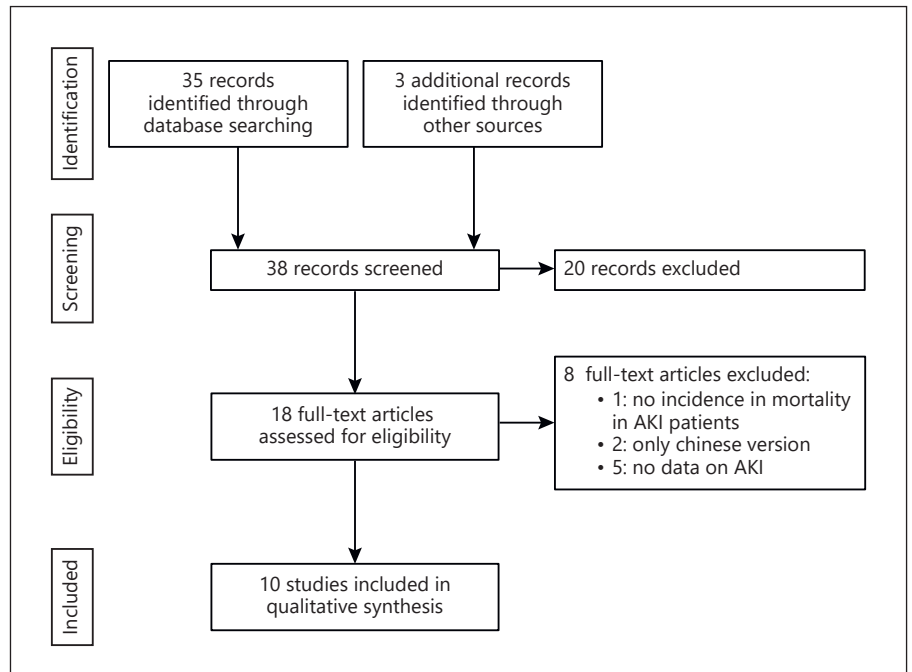 Identification
35 records
identified through
database searching
3 additional records
identified through
other sources
Screening
38 records screened
20 records excluded
Eligibility
18 full-text articles
assessed for eligibility
8 full-text articles excluded:
• 1: no incidence in mortality
in AKI patients
• 2: only chinese version
• 5: no data on AKI
Included
10 studies included in
qualitative synthesis